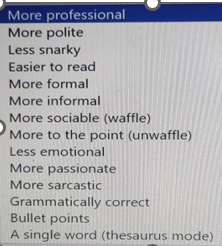 More professional
More polite
Less snarky
Easier to read
More formal
More informal
More sociable (waffle)
More to the point (unwaffle)
Less emotional
More passionate
More sarcastic
Grammatically correct
Bullet points
A single word (thesaurus mode)